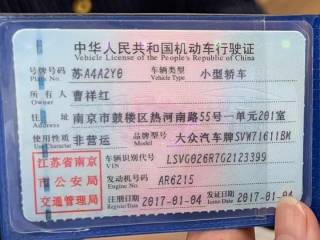 中华人民共和国机动车行驶证
Vehicle License of the People's Republic of China
号牌号码 苏A4A2Y0 车辆类型 小型轿车
Plate No. Vehicle Type
所有人 曹祥红
Owner
住址 南京市鼓楼区热河南路55号一单元201室
Address
使用性质 非营运 品牌型号 大众汽车牌SVW71611BM
Use Character Model
江苏省南京
市公安局
交通管理局
车辆识别代号 LSVG026R7G2123399
VIN
发动机号码 AR6215
Engine No.
注册日期 2017-01-04 发证日期 2017-01-04
Register Date Issue Date